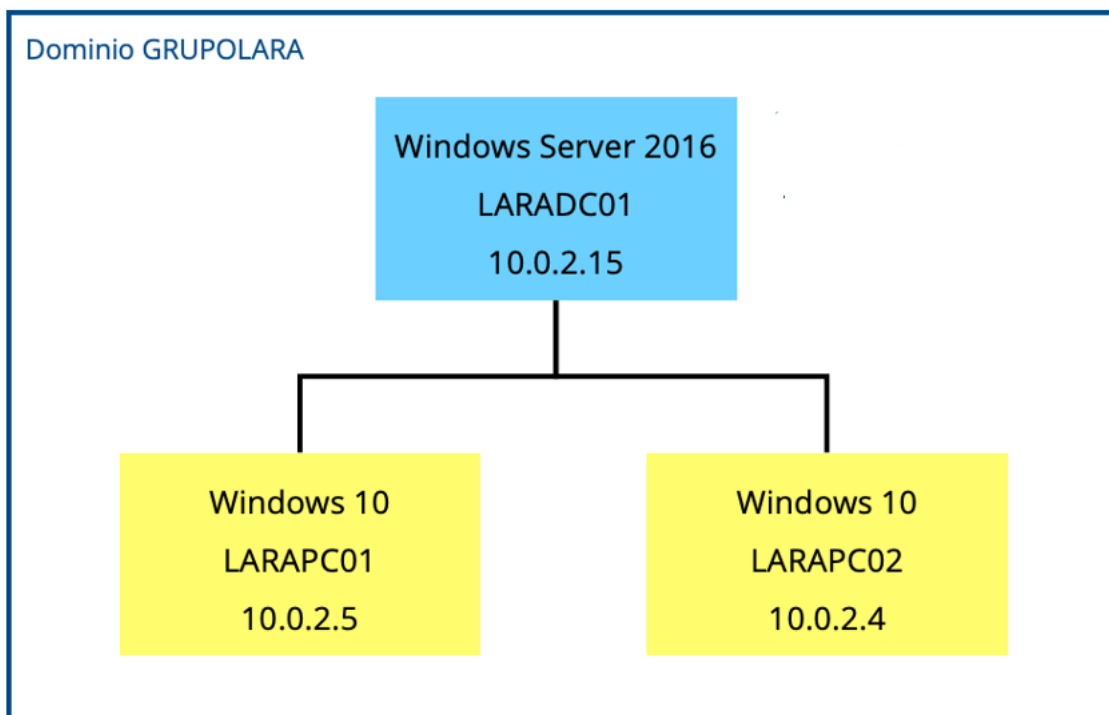 Dominio GRUPOLARA
Windows Server 2016
LARADC01
10.0.2.15
Windows 10
LARAPC01
10.0.2.5
Windows 10
LARAPC02
10.0.2.4